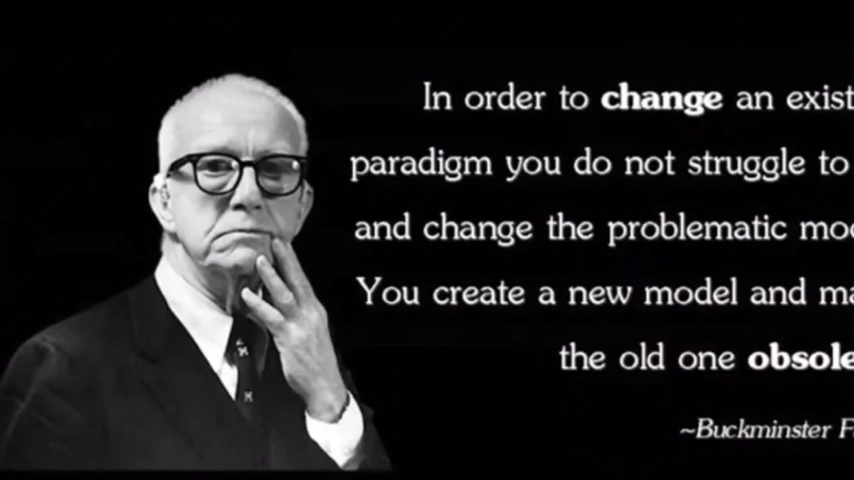 In order to change an exist
paradigm you do not struggle to
and change the problematic mod
You create a new model and ma
the old one obsole
~Buckminster F